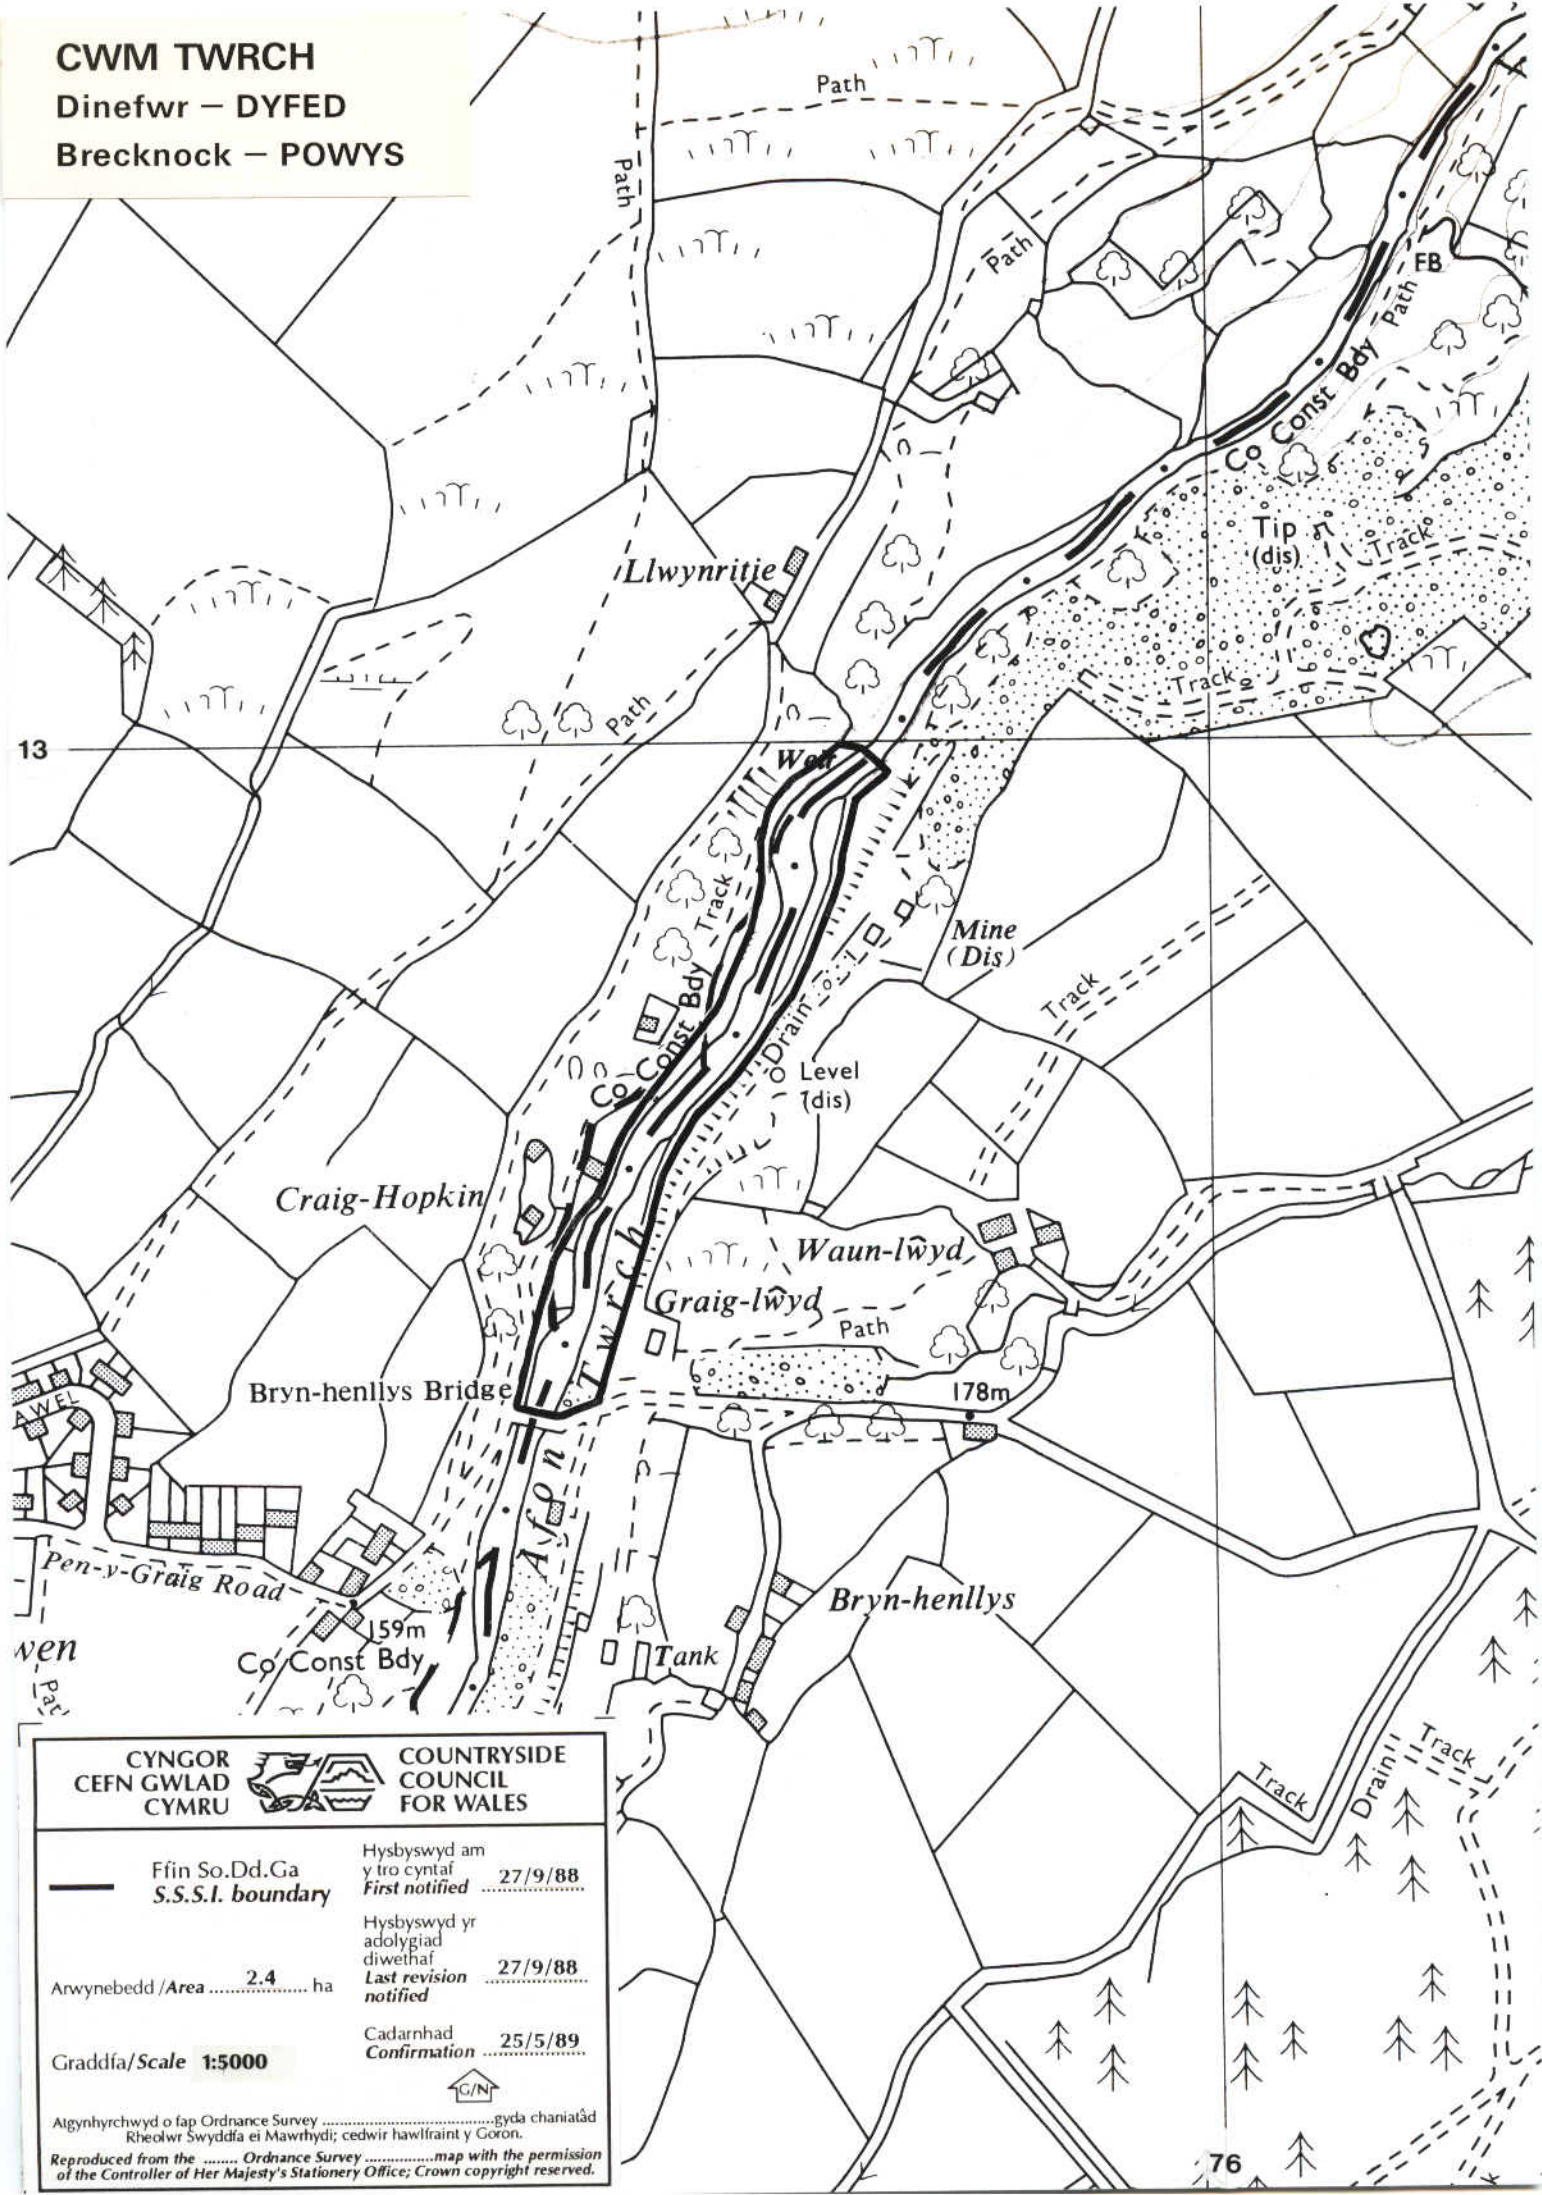 CWM TWRCH
Dinefwr — DYFED
Brecknock — POWYS
Path
Path
Path
FB
Path
Co Const Bdy
Tip
(dis)
Track
Llwynritie
Track
Path
13
Weir
Track
Mine
(Dis)
Track
Co Const Bdy
Drain
Level
(dis)
Craig-Hopkin
Waun-lŵyd
Graig-lŵyd
Path
Bryn-henllys Bridge
178m
AWEL
Afon Twrch
Pen-y-Graig Road
Bryn-henllys
159m
wen
Co Const Bdy
Tank
Track
Track
Drain
76
CYNGOR
CEFN GWLAD
CYMRU
COUNTRYSIDE
COUNCIL
FOR WALES
Ffin So.Dd.Ga
S.S.S.I. boundary
Hysbyswyd am
y tro cyntaf
First notified 27/9/88
Hysbyswyd yr
adolygiad
diwethaf
Last revision 27/9/88
notified
Arwynebedd /Area 2.4 ha
Cadarnhad
Confirmation 25/5/89
Graddfa/Scale 1:5000
G/N
Atgynhyrchwyd o fap Ordnance Survey ........ gyda chaniatâd
Rheolwr Swyddfa ei Mawrhydi; cedwir hawlfraint y Goron.
Reproduced from the ........ Ordnance Survey ................map with the permission
of the Controller of Her Majesty's Stationery Office; Crown copyright reserved.